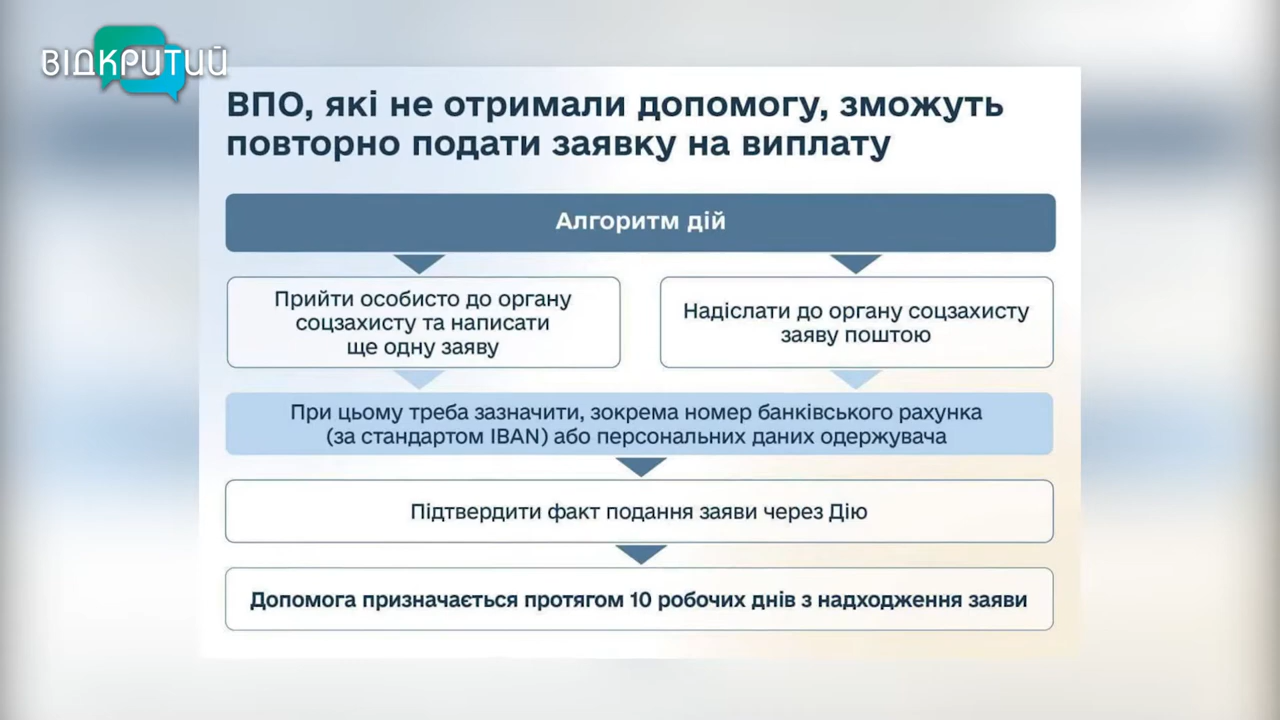 ВІДКРИТИЙ
ВПО, які не отримали допомогу, зможуть
повторно подати заявку на виплату
Алгоритм дій
Прийти особисто до органу
соцзахисту та написати
ще одну заяву
Надіслати до органу соцзахисту
заяву поштою
При цьому треба зазначити, зокрема номер банківського рахунка
(за стандартом IBAN) або персональних даних одержувача
Підтвердити факт подання заяви через Дію
Допомога призначається протягом 10 робочих днів з надходження заяви